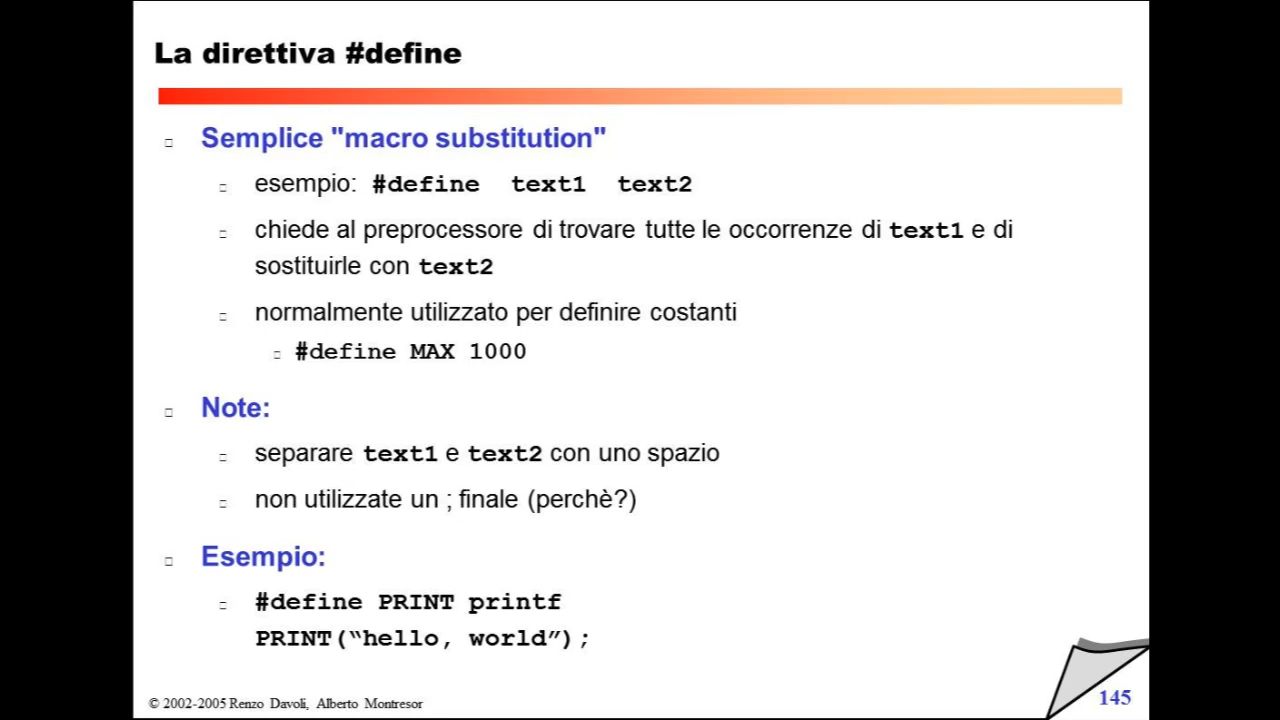 La direttiva #define
Semplice "macro substitution"
esempio: #define text1 text2
chiede al preprocessore di trovare tutte le occorrenze di text1 e di
sostituirle con text2
normalmente utilizzato per definire costanti
#define MAX 1000
Note:
separare text1 e text2 con uno spazio
non utilizzate un ; finale (perchè?)
Esempio:
#define PRINT printf
PRINT(“hello, world”);
© 2002-2005 Renzo Davoli, Alberto Montresor
145